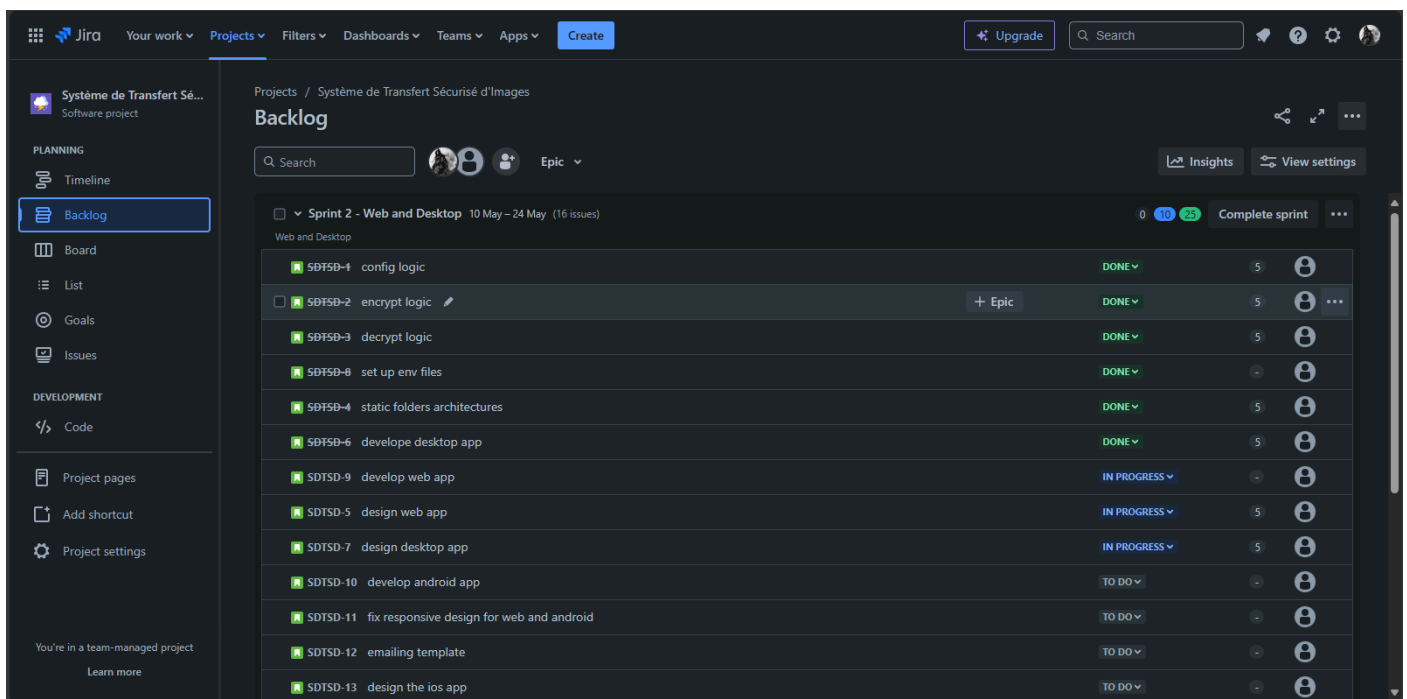 Jira Your work Projects Filters Dashboards Teams Apps Create Upgrade Search
Système de Transfert Sé...
Software project
PLANNING
Timeline
Backlog
Board
List
Goals
Issues
DEVELOPMENT
Code
Project pages
Add shortcut
Project settings
You're in a team-managed project
Learn more
Projects / Système de Transfert Sécurisé d'Images
Backlog
Search Epic Insights View settings
Sprint 2 - Web and Desktop 10 May – 24 May (16 issues) 0 10 25 Complete sprint
Web and Desktop
SDTSD-1 config logic DONE 5
SDTSD-2 encrypt logic + Epic DONE 5
SDTSD-3 decrypt logic DONE 5
SDTSD-8 set up env files DONE -
SDTSD-4 static folders architectures DONE 5
SDTSD-6 develope desktop app DONE 5
SDTSD-9 develop web app IN PROGRESS -
SDTSD-5 design web app IN PROGRESS 5
SDTSD-7 design desktop app IN PROGRESS 5
SDTSD-10 develop android app TO DO -
SDTSD-11 fix responsive design for web and android TO DO -
SDTSD-12 emailing template TO DO -
SDTSD-13 design the ios app TO DO -